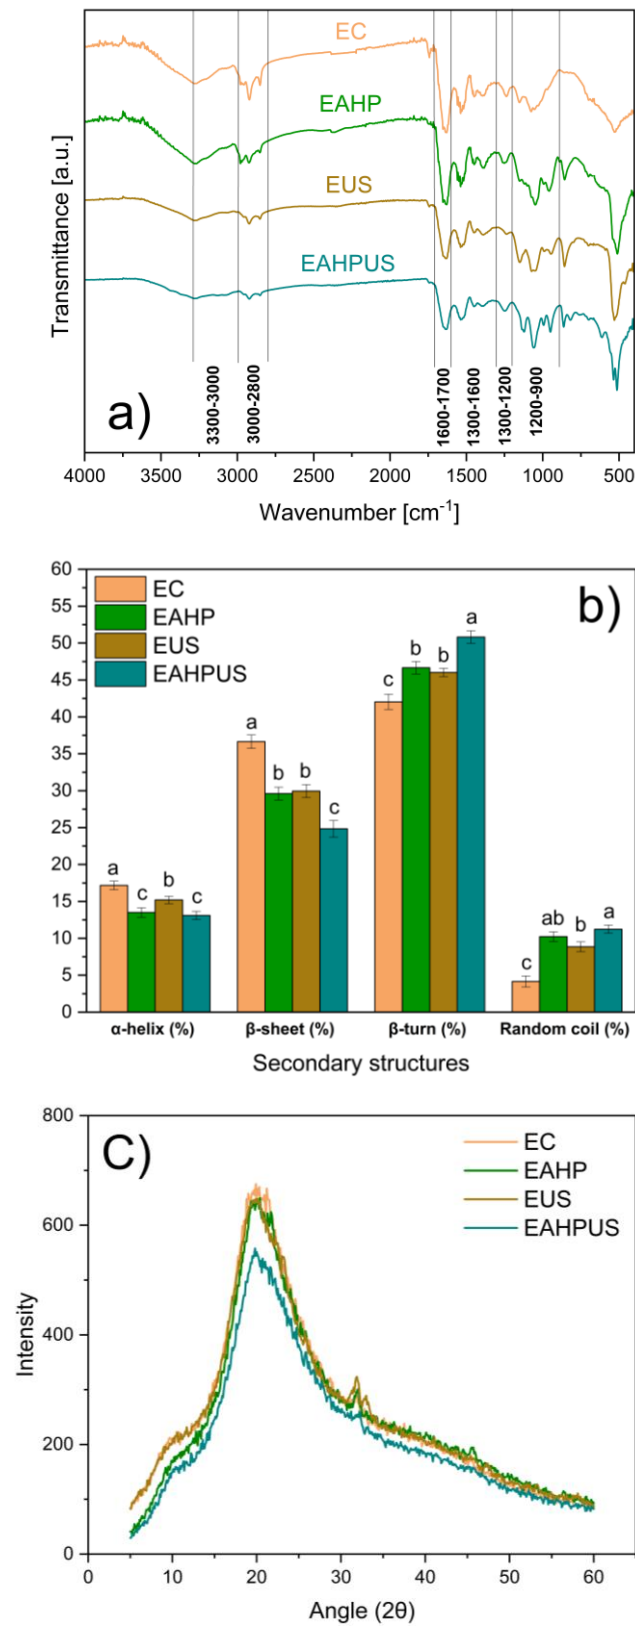 EC
EAHP
EUS
EAHPUS
Transmittance [a.u.]
a)
3300-3000
3000-2800
1600-1700
1300-1600
1300-1200
1200-900
4000 3500 3000 2500 2000 1500 1000 500
Wavenumber [cm⁻¹]
b)
EC
EAHP
EUS
EAHPUS
60
55
50
45
40
35
30
25
20
15
10
5
0
a c b c
a b b c
c b b a
c ab b a
α-helix (%) β-sheet (%) β-turn (%) Random coil (%)
Secondary structures
C)
EC
EAHP
EUS
EAHPUS
800
600
400
200
0
Intensity
0 10 20 30 40 50 60
Angle (2θ)